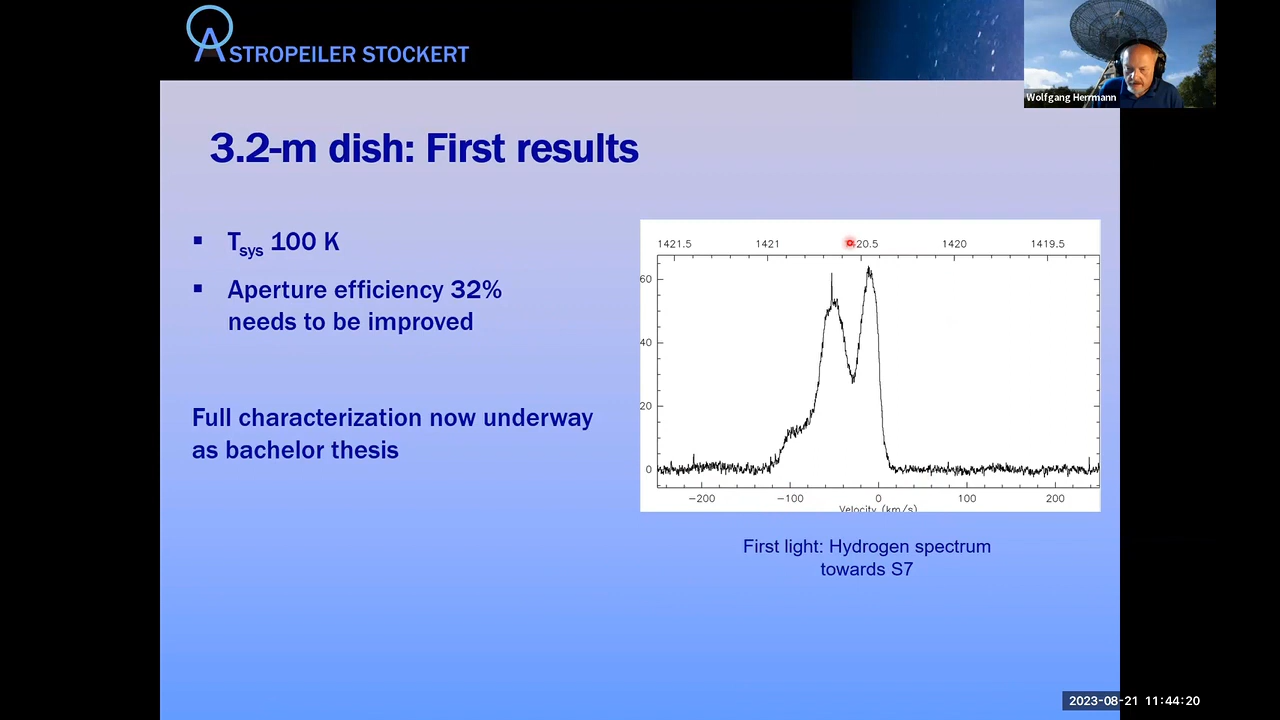 ASTROPEILER STOCKERT
Wolfgang Herrmann
3.2-m dish: First results
▪ Tsys 100 K
▪ Aperture efficiency 32%
needs to be improved
Full characterization now underway
as bachelor thesis
1421.5 1421 20.5 1420 1419.5
60
40
20
0
−200 −100 0 100 200
Velocity (km/s)
First light: Hydrogen spectrum
towards S7
2023-08-21 11:44:20